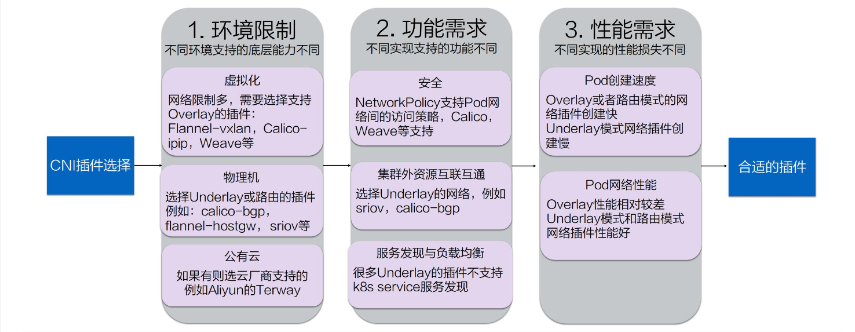 CNI插件选择
1. 环境限制
不同环境支持的底层能力不同
虚拟化
网络限制多，需要选择支持
Overlay的插件：
Flannel-vxlan，Calico-
ipip，Weave等
物理机
选择Underlay或路由的插件
例如：calico-bgp，
flannel-hostgw，sriov等
公有云
如果有则选云厂商支持的
例如Aliyun的Terway
2. 功能需求
不同实现支持的功能不同
安全
NetworkPolicy支持Pod网
络间的访问策略，Calico，
Weave等支持
集群外资源互联互通
选择Underlay的网络，例如
sriov，calico-bgp
服务发现与负载均衡
很多Underlay的插件不支持
k8s service服务发现
3. 性能需求
不同实现的性能损失不同
Pod创建速度
Overlay或者路由模式的网
络插件创建快
Underlay模式网络插件创
建慢
Pod网络性能
Overlay性能相对较差
Underlay模式和路由模式
网络插件性能好
合适的插件